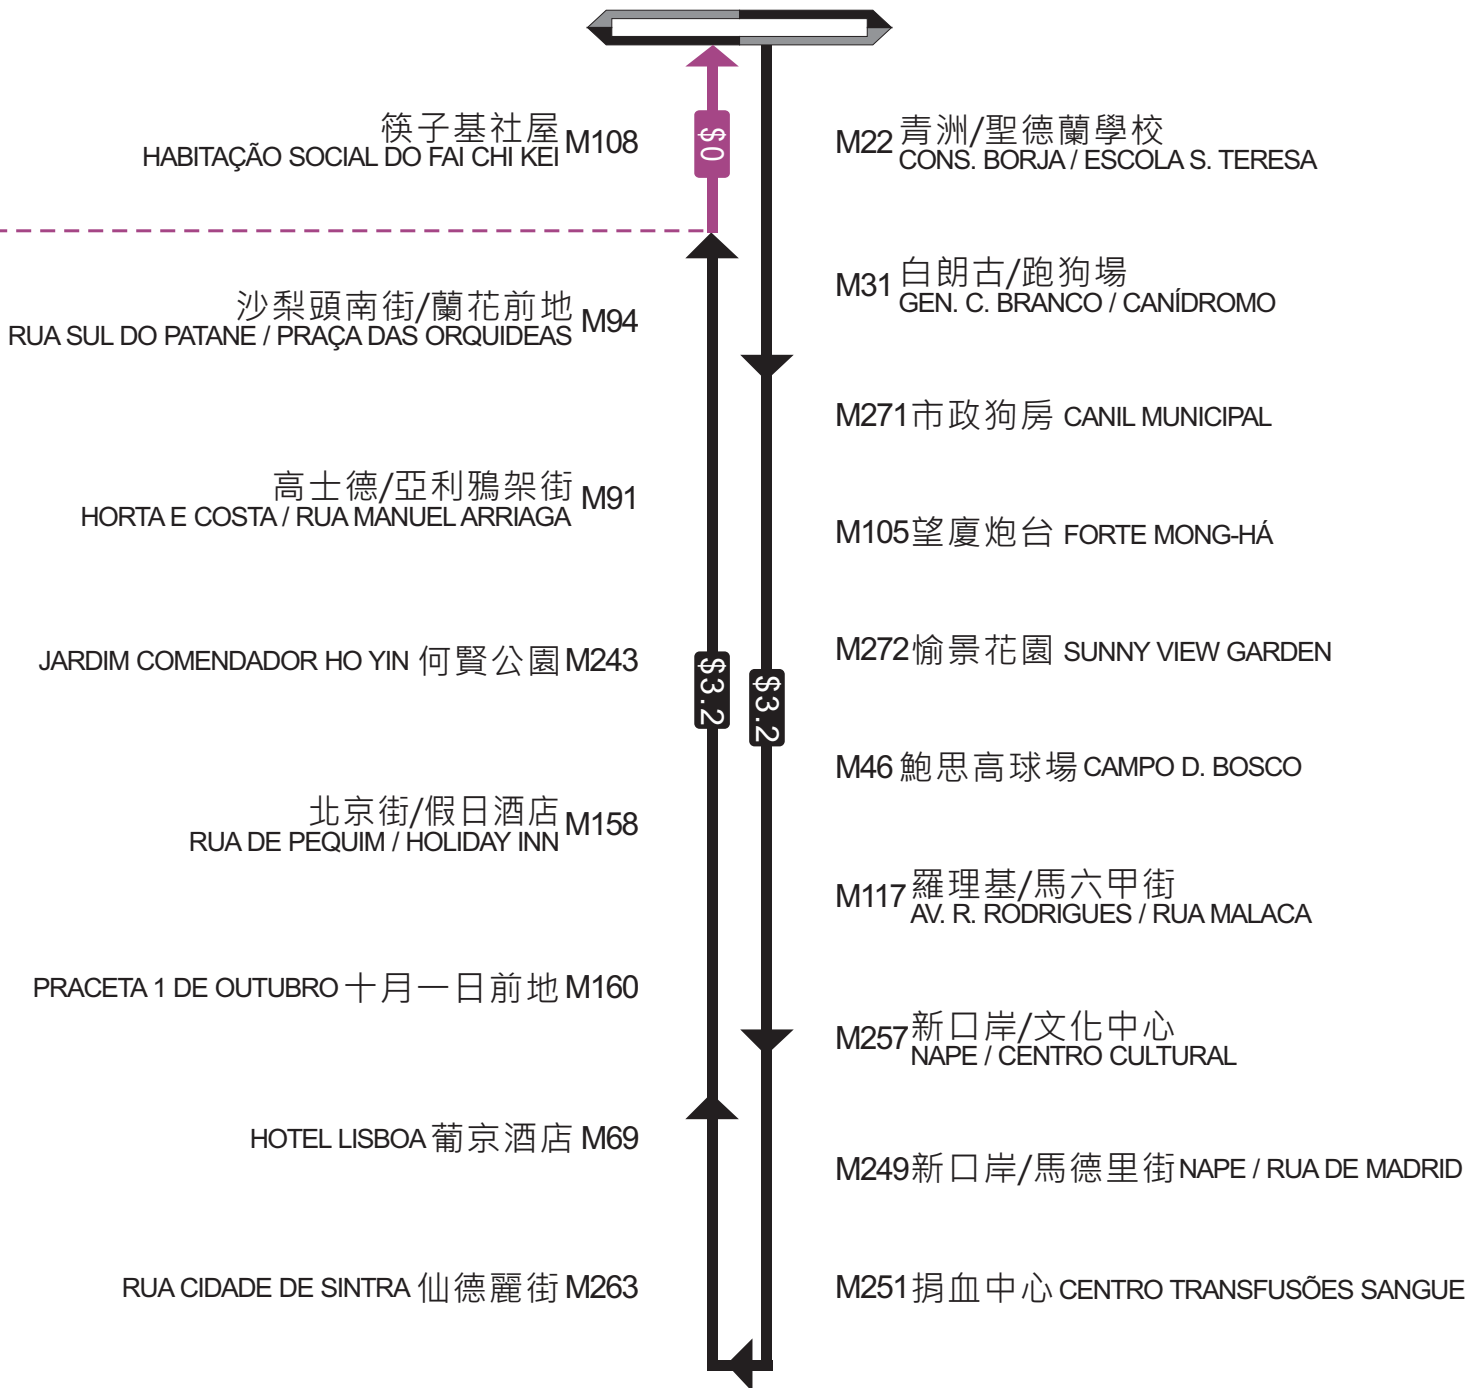 筷子基社屋
HABITAÇÃO SOCIAL DO FAI CHI KEI M108
沙梨頭南街/蘭花前地
RUA SUL DO PATANE / PRAÇA DAS ORQUIDEAS M94
高士德/亞利鴉架街
HORTA E COSTA / RUA MANUEL ARRIAGA M91
JARDIM COMENDADOR HO YIN 何賢公園 M243
北京街/假日酒店
RUA DE PEQUIM / HOLIDAY INN M158
PRACETA 1 DE OUTUBRO 十月一日前地 M160
HOTEL LISBOA 葡京酒店 M69
RUA CIDADE DE SINTRA 仙德麗街 M263
$0
$3.2
$3.2
M22 青洲/聖德蘭學校
CONS. BORJA / ESCOLA S. TERESA
M31 白朗古/跑狗場
GEN. C. BRANCO / CANÍDROMO
M271 市政狗房 CANIL MUNICIPAL
M105 望廈炮台 FORTE MONG-HÁ
M272 愉景花園 SUNNY VIEW GARDEN
M46 鮑思高球場 CAMPO D. BOSCO
M117 羅理基/馬六甲街
AV. R. RODRIGUES / RUA MALACA
M257 新口岸/文化中心
NAPE / CENTRO CULTURAL
M249 新口岸/馬德里街 NAPE / RUA DE MADRID
M251 捐血中心 CENTRO TRANSFUSÕES SANGUE